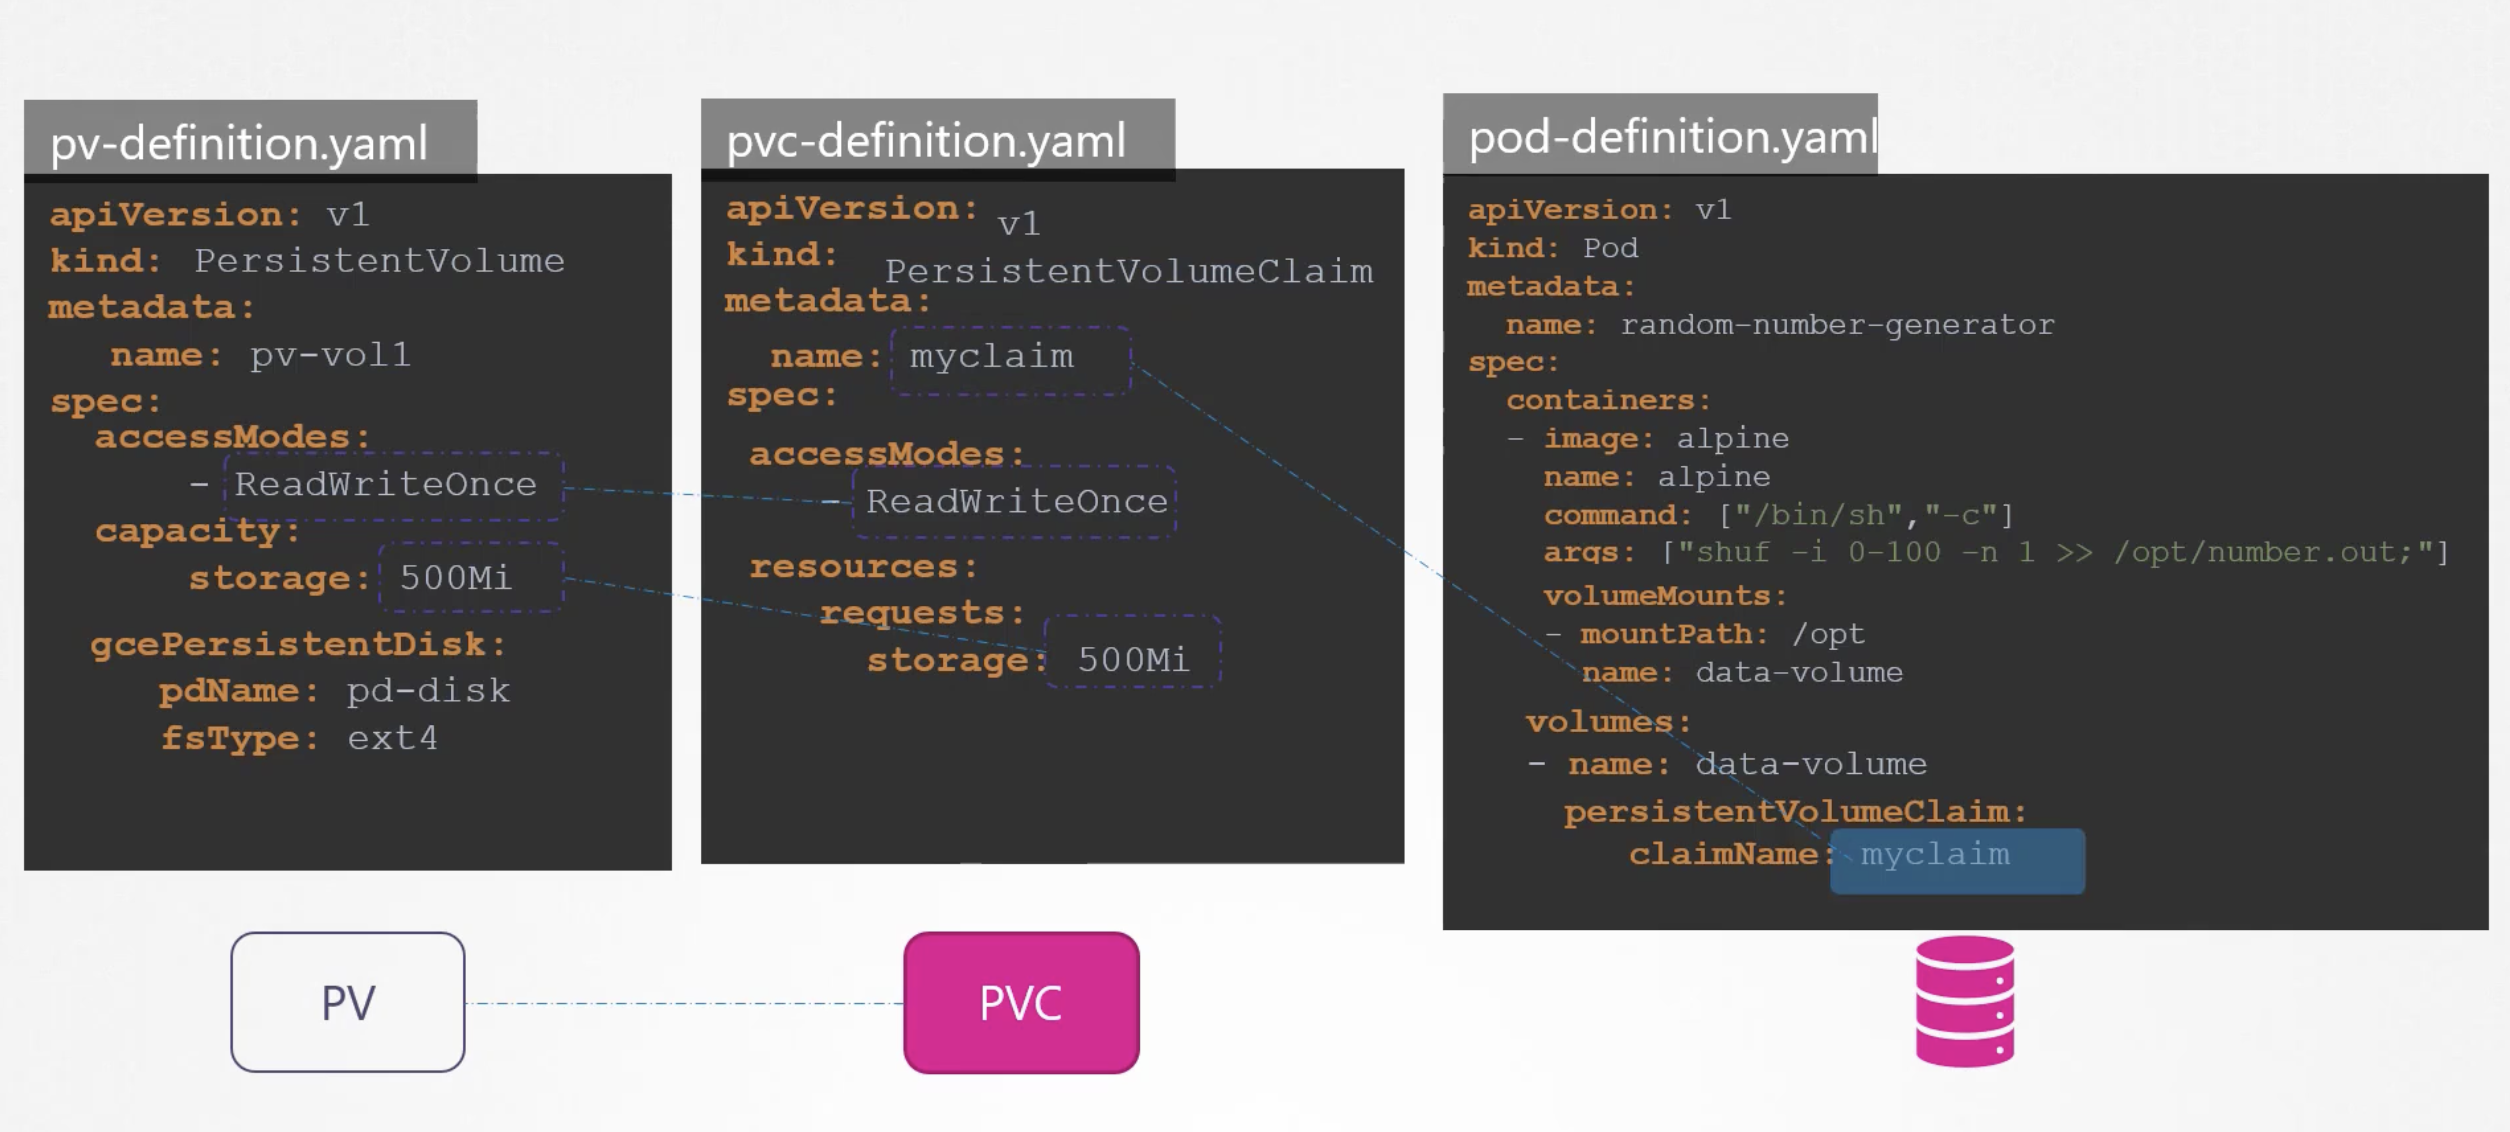 pv-definition.yaml
apiVersion: v1
kind: PersistentVolume
metadata:
name: pv-vol1
spec:
accessModes:
- ReadWriteOnce
capacity:
storage: 500Mi
gcePersistentDisk:
pdName: pd-disk
fsType: ext4
pvc-definition.yaml
apiVersion: v1
kind: PersistentVolumeClaim
metadata:
name: myclaim
spec:
accessModes:
- ReadWriteOnce
resources:
requests:
storage: 500Mi
pod-definition.yaml
apiVersion: v1
kind: Pod
metadata:
name: random-number-generator
spec:
containers:
- image: alpine
name: alpine
command: ["/bin/sh","-c"]
args: ["shuf -i 0-100 -n 1 >> /opt/number.out;"]
volumeMounts:
- mountPath: /opt
name: data-volume
volumes:
- name: data-volume
persistentVolumeClaim:
claimName: myclaim
PV
PVC